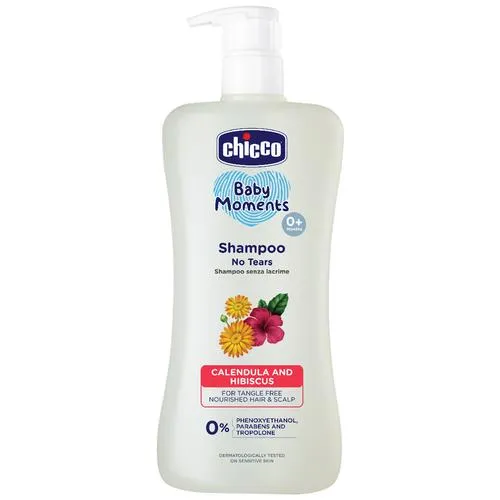 chicco
Baby
Moments
0+
Months
Shampoo
No Tears
Shampoo senza lacrime
CALENDULA AND
HIBISCUS
FOR TANGLE FREE
NOURISHED HAIR & SCALP
0%
PHENOXYETHANOL,
PARABENS AND
TROPOLONE
DERMATOLOGICALLY TESTED
ON SENSITIVE SKIN